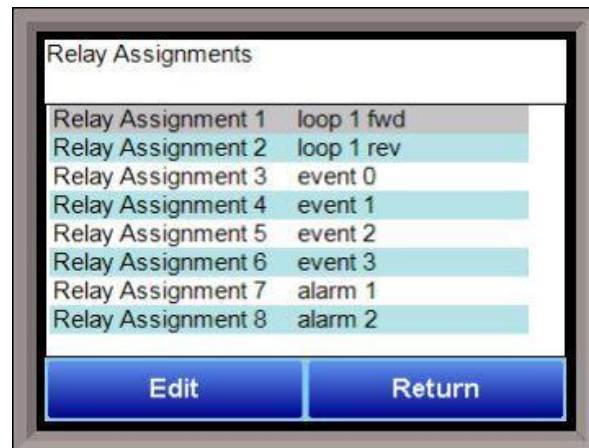 Relay Assignments
Relay Assignment 1 loop 1 fwd
Relay Assignment 2 loop 1 rev
Relay Assignment 3 event 0
Relay Assignment 4 event 1
Relay Assignment 5 event 2
Relay Assignment 6 event 3
Relay Assignment 7 alarm 1
Relay Assignment 8 alarm 2
Edit Return